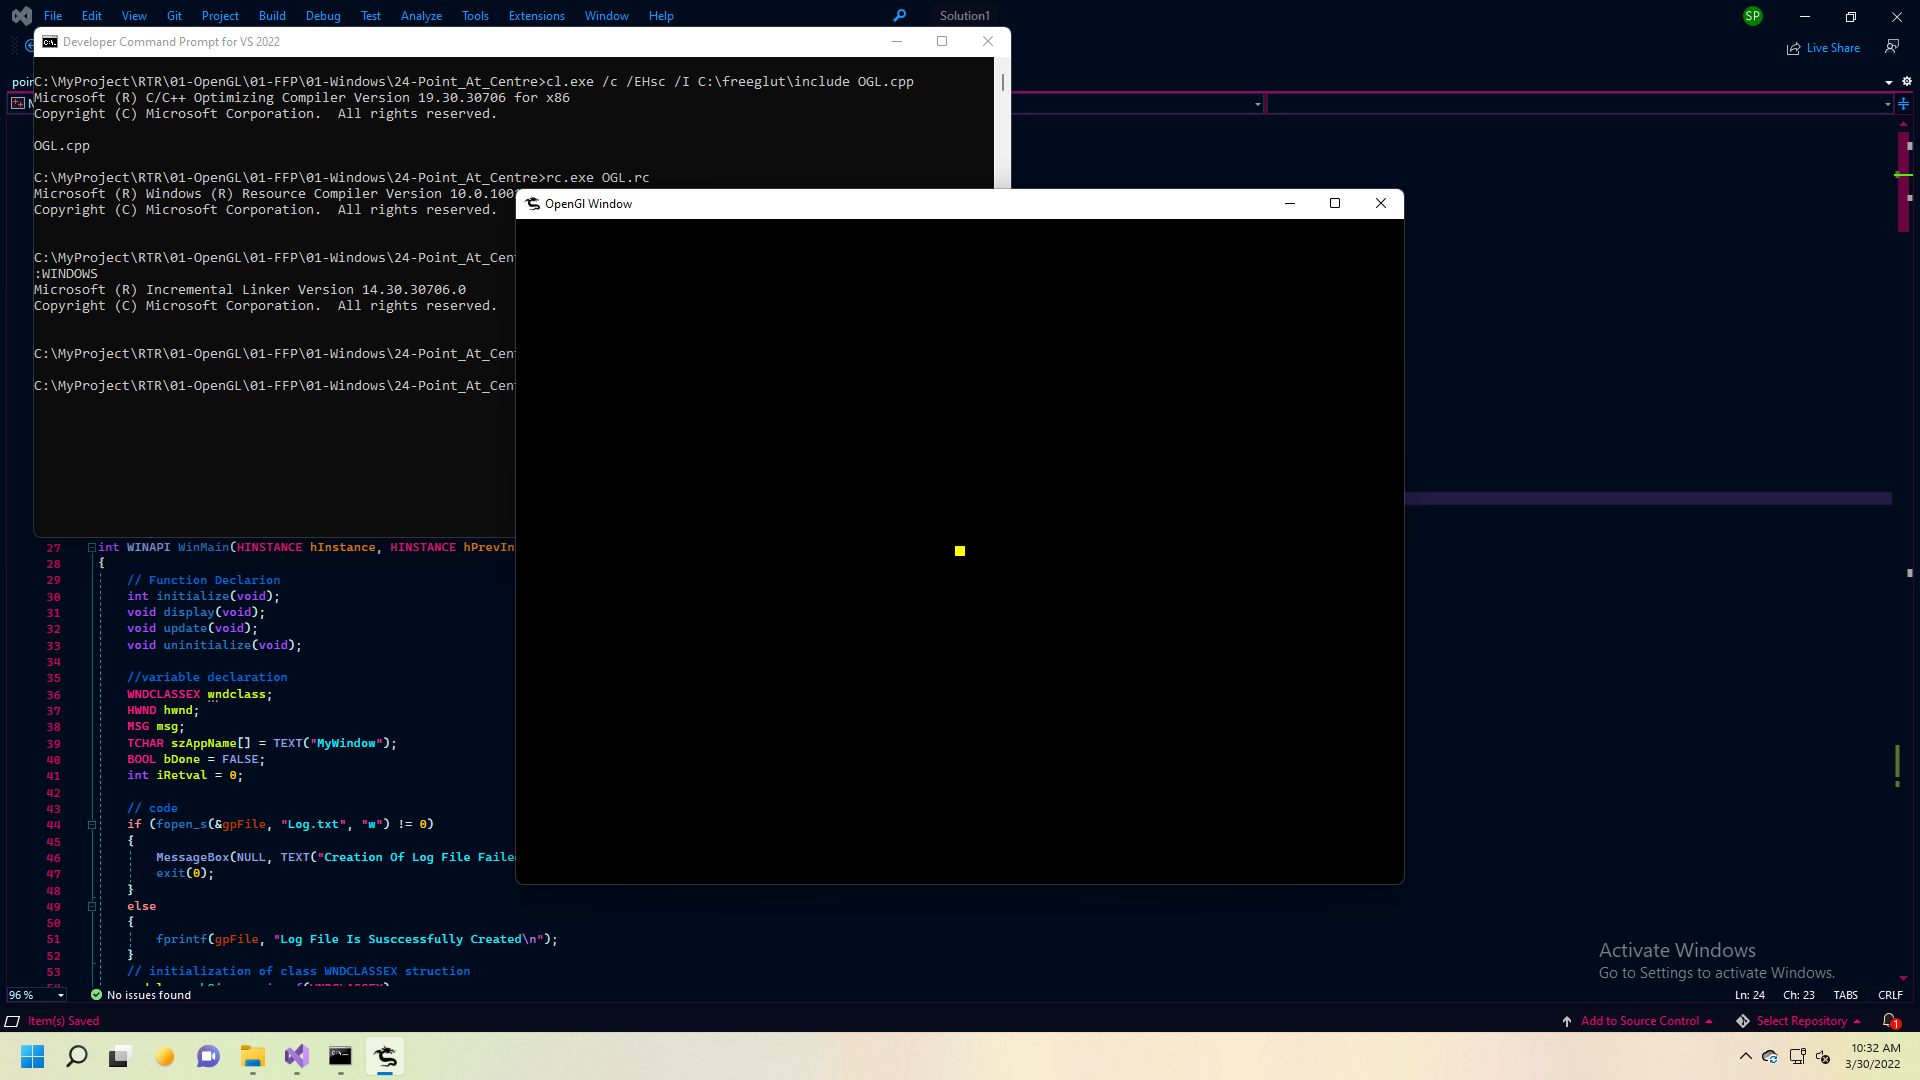 File Edit View Git Project Build Debug Test Analyze Tools Extensions Window Help Solution1 SP
Developer Command Prompt for VS 2022
Live Share
C:\MyProject\RTR\01-OpenGL\01-FFP\01-Windows\24-Point_At_Centre>cl.exe /c /EHsc /I C:\freeglut\include OGL.cpp
Microsoft (R) C/C++ Optimizing Compiler Version 19.30.30706 for x86
Copyright (C) Microsoft Corporation.  All rights reserved.
OGL.cpp
C:\MyProject\RTR\01-OpenGL\01-FFP\01-Windows\24-Point_At_Centre>rc.exe OGL.rc
Microsoft (R) Windows (R) Resource Compiler Version 10.0.100
Copyright (C) Microsoft Corporation.  All rights reserved.
C:\MyProject\RTR\01-OpenGL\01-FFP\01-Windows\24-Point_At_Cent
:WINDOWS
Microsoft (R) Incremental Linker Version 14.30.30706.0
Copyright (C) Microsoft Corporation.  All rights reserved.
C:\MyProject\RTR\01-OpenGL\01-FFP\01-Windows\24-Point_At_Cent
C:\MyProject\RTR\01-OpenGL\01-FFP\01-Windows\24-Point_At_Cent
OpenGl Window
27 int WINAPI WinMain(HINSTANCE hInstance, HINSTANCE hPrevIn
28 {
29 // Function Declarion
30 int initialize(void);
31 void display(void);
32 void update(void);
33 void uninitialize(void);
34
35 //variable declaration
36 WNDCLASSEX wndclass;
37 HWND hwnd;
38 MSG msg;
39 TCHAR szAppName[] = TEXT("MyWindow");
40 BOOL bDone = FALSE;
41 int iRetval = 0;
42
43 // code
44 if (fopen_s(&gpFile, "Log.txt", "w") != 0)
45 {
46 MessageBox(NULL, TEXT("Creation Of Log File Faile
47 exit(0);
48 }
49 else
50 {
51 fprintf(gpFile, "Log File Is Susccessfully Created\n");
52 }
53 // initialization of class WNDCLASSEX struction
Activate Windows
Go to Settings to activate Windows.
96 % No issues found Ln: 24 Ch: 23 TABS CRLF
Item(s) Saved Add to Source Control Select Repository 1
10:32 AM
3/30/2022